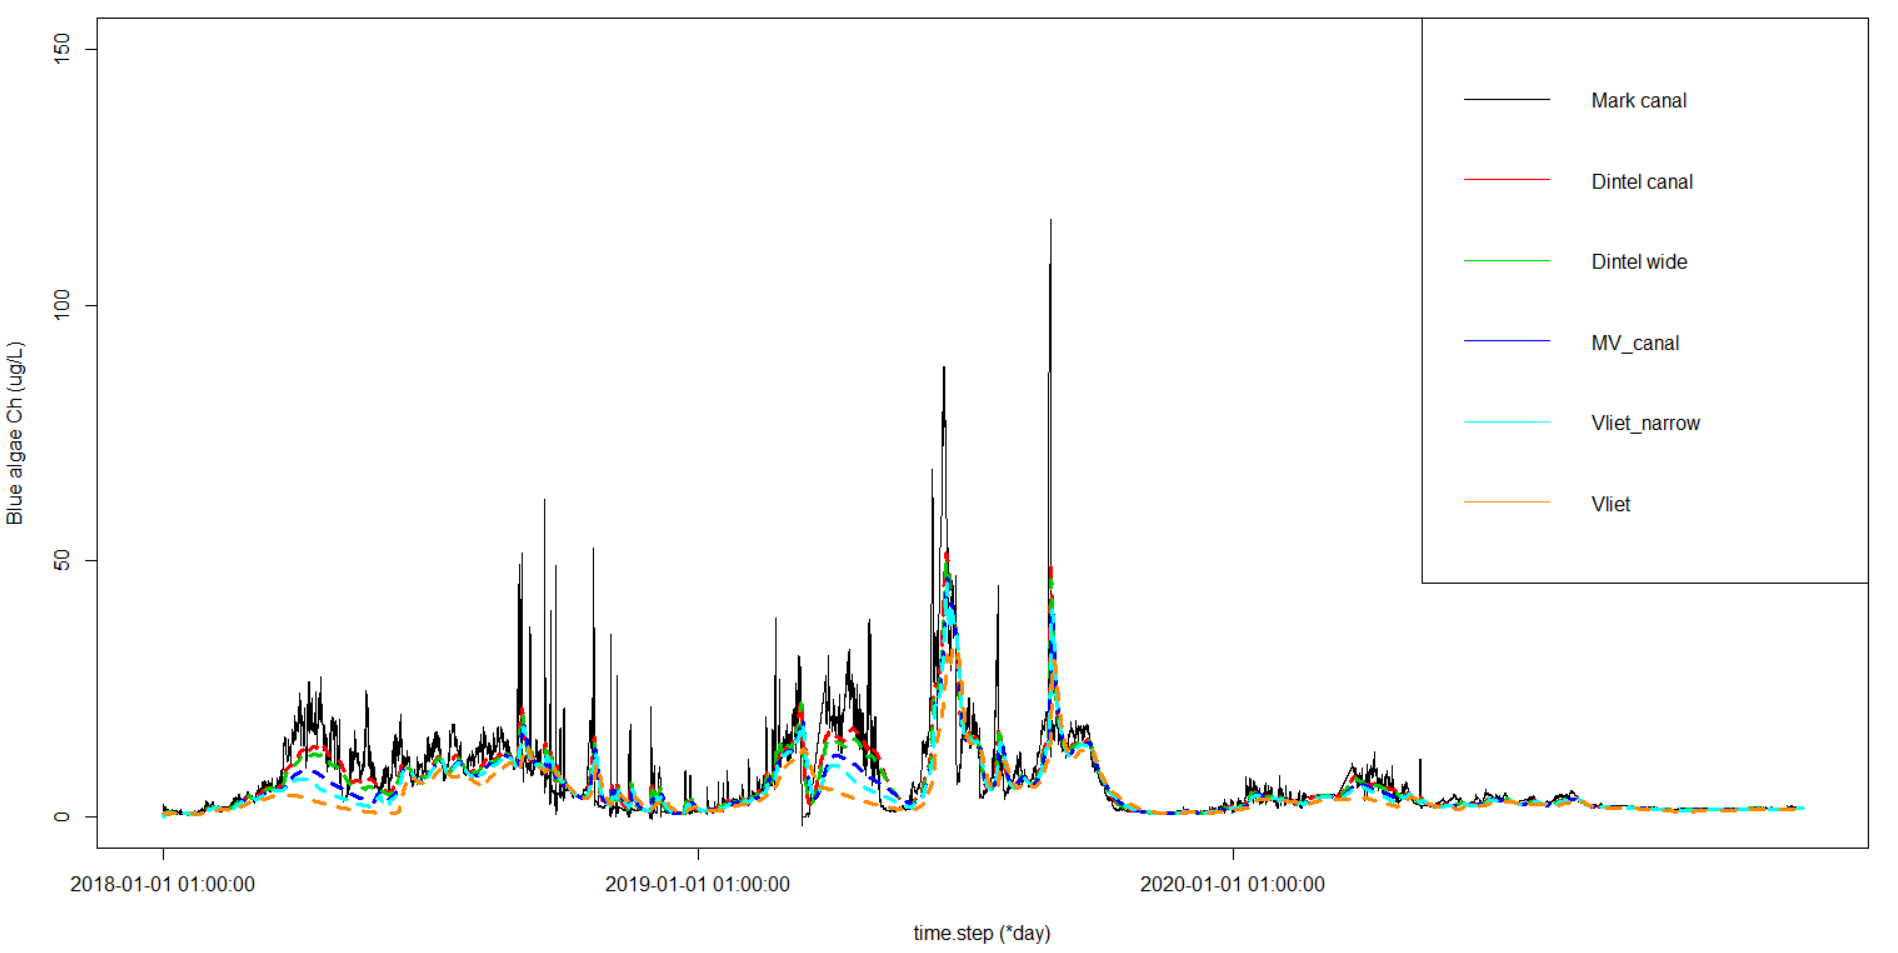 150
100
50
0
Blue algae Ch (ug/L)
Mark canal
Dintel canal
Dintel wide
MV_canal
Vliet_narrow
Vliet
2018-01-01 01:00:00
2019-01-01 01:00:00
2020-01-01 01:00:00
time.step (*day)